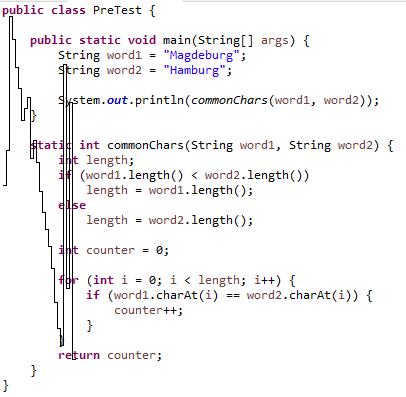 public class PreTest {
public static void main(String[] args) {
String word1 = "Magdeburg";
String word2 = "Hamburg";
System.out.println(commonChars(word1, word2));
}
static int commonChars(String word1, String word2) {
int length;
if (word1.length() < word2.length())
length = word1.length();
else
length = word2.length();
int counter = 0;
for (int i = 0; i < length; i++) {
if (word1.charAt(i) == word2.charAt(i)) {
counter++;
}
}
return counter;
}
}